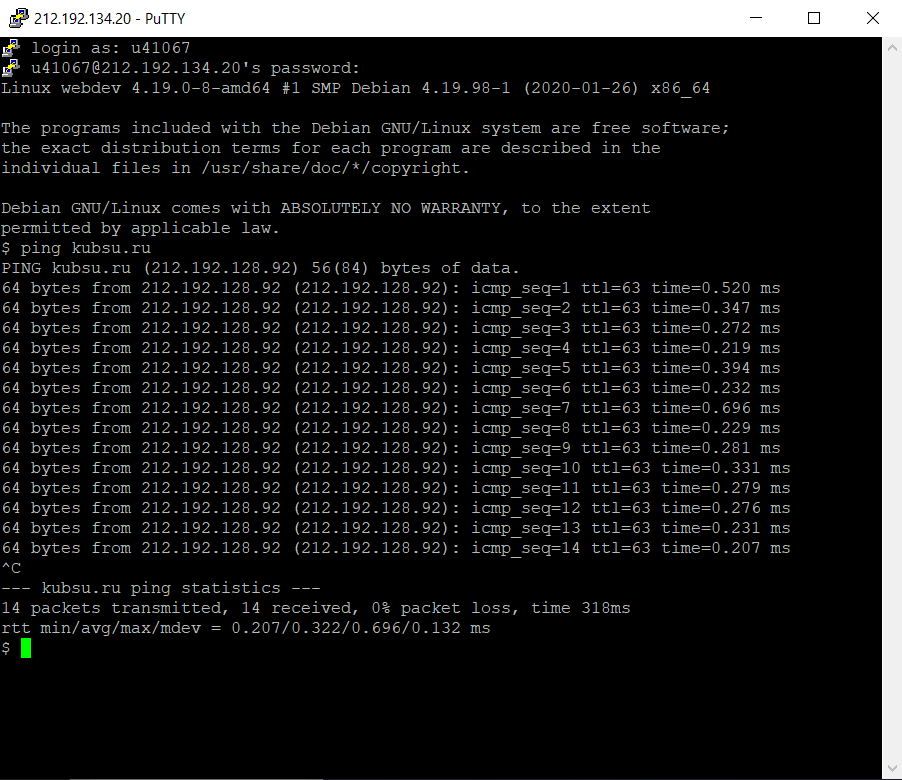 212.192.134.20 - PuTTY
login as: u41067
u41067@212.192.134.20's password:
Linux webdev 4.19.0-8-amd64 #1 SMP Debian 4.19.98-1 (2020-01-26) x86_64
The programs included with the Debian GNU/Linux system are free software;
the exact distribution terms for each program are described in the
individual files in /usr/share/doc/*/copyright.
Debian GNU/Linux comes with ABSOLUTELY NO WARRANTY, to the extent
permitted by applicable law.
$ ping kubsu.ru
PING kubsu.ru (212.192.128.92) 56(84) bytes of data.
64 bytes from 212.192.128.92 (212.192.128.92): icmp_seq=1 ttl=63 time=0.520 ms
64 bytes from 212.192.128.92 (212.192.128.92): icmp_seq=2 ttl=63 time=0.347 ms
64 bytes from 212.192.128.92 (212.192.128.92): icmp_seq=3 ttl=63 time=0.272 ms
64 bytes from 212.192.128.92 (212.192.128.92): icmp_seq=4 ttl=63 time=0.219 ms
64 bytes from 212.192.128.92 (212.192.128.92): icmp_seq=5 ttl=63 time=0.394 ms
64 bytes from 212.192.128.92 (212.192.128.92): icmp_seq=6 ttl=63 time=0.232 ms
64 bytes from 212.192.128.92 (212.192.128.92): icmp_seq=7 ttl=63 time=0.696 ms
64 bytes from 212.192.128.92 (212.192.128.92): icmp_seq=8 ttl=63 time=0.229 ms
64 bytes from 212.192.128.92 (212.192.128.92): icmp_seq=9 ttl=63 time=0.281 ms
64 bytes from 212.192.128.92 (212.192.128.92): icmp_seq=10 ttl=63 time=0.331 ms
64 bytes from 212.192.128.92 (212.192.128.92): icmp_seq=11 ttl=63 time=0.279 ms
64 bytes from 212.192.128.92 (212.192.128.92): icmp_seq=12 ttl=63 time=0.276 ms
64 bytes from 212.192.128.92 (212.192.128.92): icmp_seq=13 ttl=63 time=0.231 ms
64 bytes from 212.192.128.92 (212.192.128.92): icmp_seq=14 ttl=63 time=0.207 ms
^C
--- kubsu.ru ping statistics ---
14 packets transmitted, 14 received, 0% packet loss, time 318ms
rtt min/avg/max/mdev = 0.207/0.322/0.696/0.132 ms
$